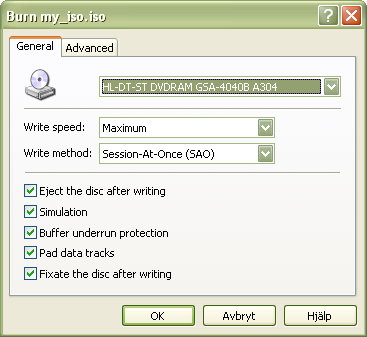 Burn my_iso.iso
General Advanced
HL-DT-ST DVDRAM GSA-4040B A304
Write speed: Maximum
Write method: Session-At-Once (SAO)
Eject the disc after writing
Simulation
Buffer underrun protection
Pad data tracks
Fixate the disc after writing
OK Avbryt Hjälp